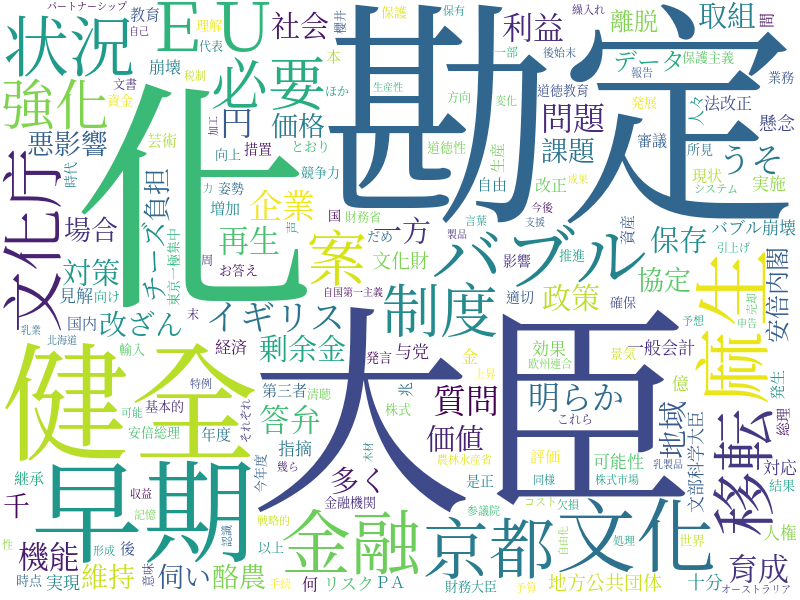 パートナーシップ
教育
理解
自己
代表
保護
保有
繰入れ
状況
EU
社会
櫻井
利益
一部
後始末
離脱
取組
間
文書
税制
崩壊
本
データ
保護主義
報告
業務
勘定
強化
資金
必要
ほか
生産性
方向
変化
道徳教育
発展
人々
法改正
懸念
悪影響
芸術
加工
円
価格
とおり
道徳性
生産
問題
課題
審議
所見
うそ
化
向上
措置
競争力
自由
改正
成果
現状
システム
実施
文化庁
時代
負担
力
姿勢
増加
国
財務省
言葉
今後
支援
場合
チーズ
東京一極集中
企業
声
案
一方
だめ
製品
バブル
資産
保存
バブル崩壊
引上げ
対策
再生
周
お答え
文化財
影響
推進
協定
麻生
売却
申告
安倍内閣
見解
向け
自国第一主義
制度
適切
政策
確保
乳業
国内
改ざん
末
イギリス
北海道
健全
輸入
経済
剰余金
発言
与党
金
上昇
効果
欧州連合
景気
一般会計
予想
発生
総理
特例
第三者
清聴
兆
大臣
質問
明らか
億
これら
地域
文部科学大臣
移転
可能
基本的
それぞれ
答弁
株式
安倍総理
年度
指摘
木材
価値
農林水産省
評価
可能性
乳製品
株式市場
対応
結果
早期
継承
収益
今年度
幾ら
多く
是正
同様
千
記憶
金融機関
コスト
欠損
文化
世界
人権
戦略的
金融
参議院
京都
自由化
処理
性
機能
形成
後
認識
以上
育成
時点
実現
維持
意味
伺い
酪農
手続
何
リスク
PA
財務大臣
予算
地方公共団体
十分
オーストラリア